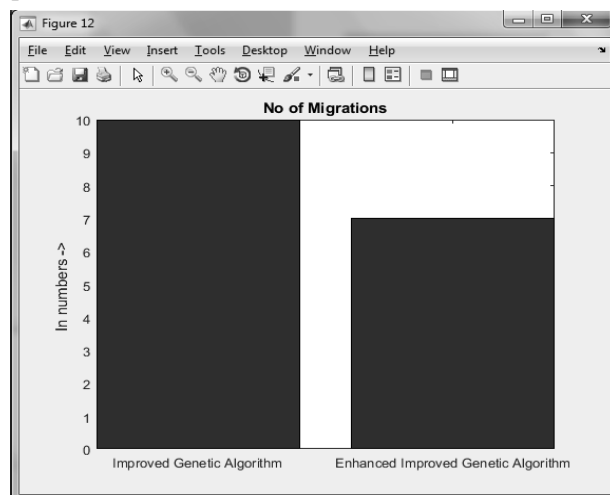 Figure 12
File Edit View Insert Tools Desktop Window Help
No of Migrations
10
9
8
7
6
5
4
3
2
1
0
In numbers ->
Improved Genetic Algorithm Enhanced Improved Genetic Algorithm